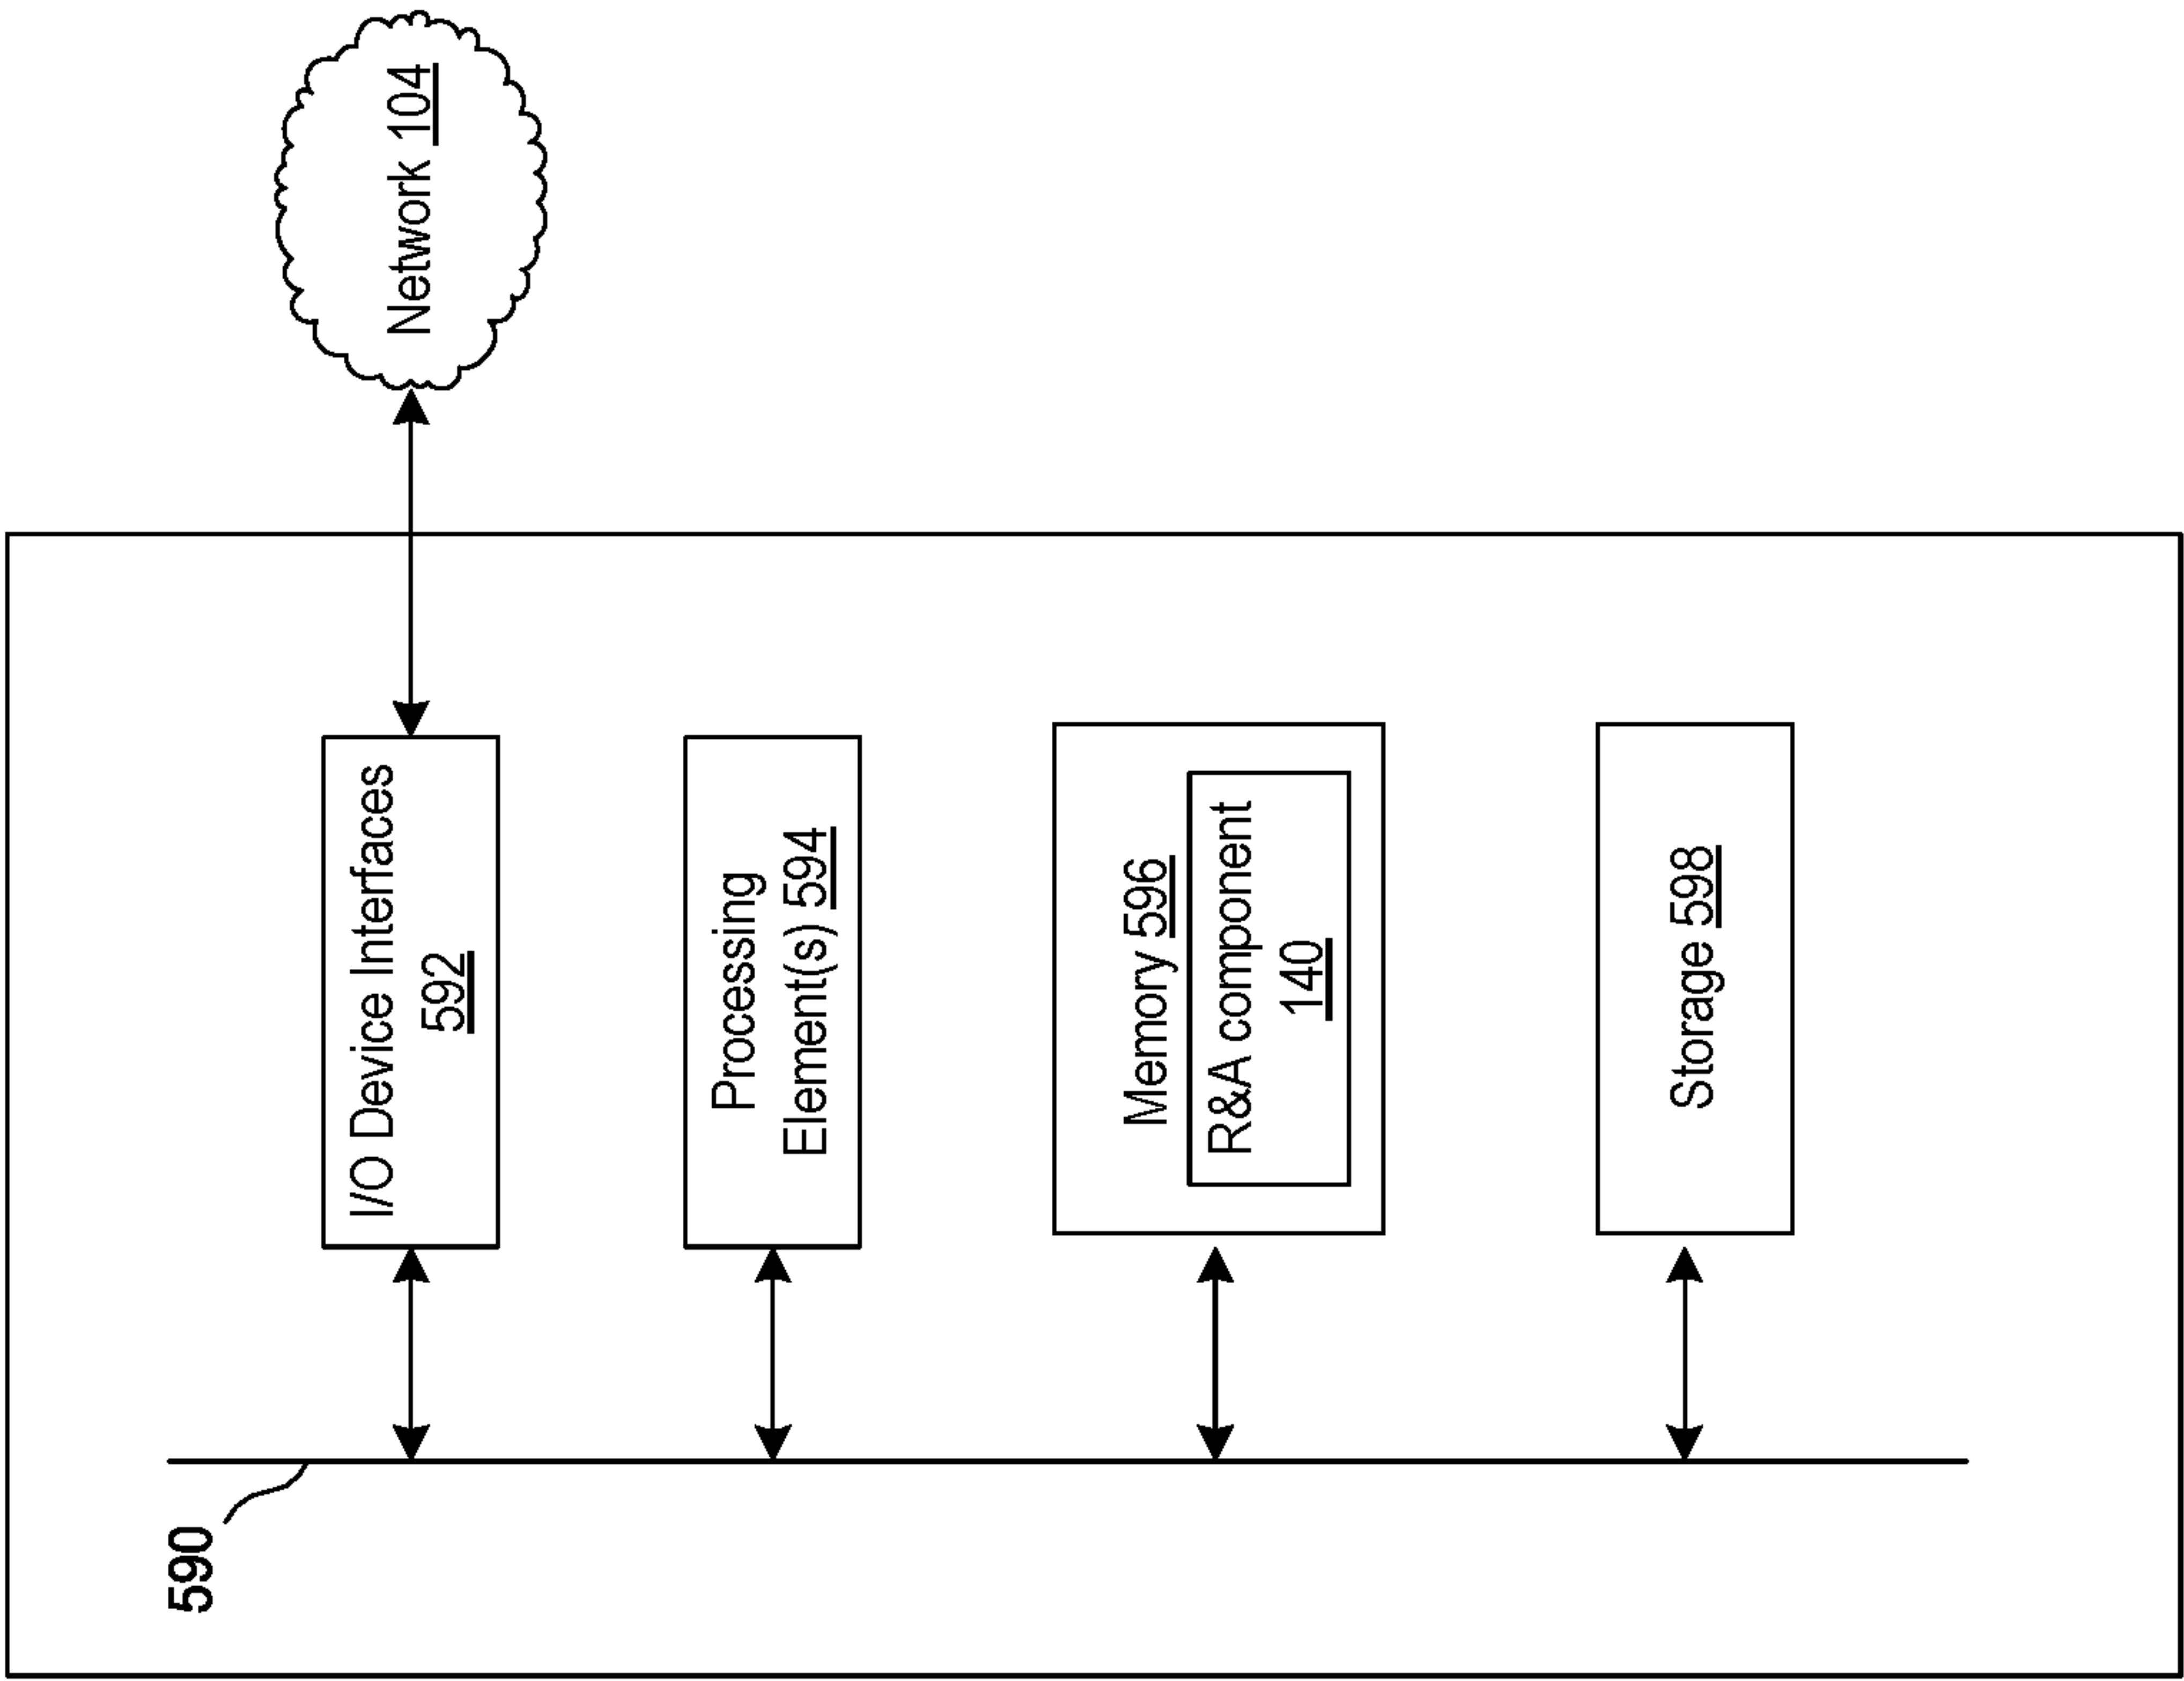 Network 104
I/O Device Interfaces
592
Processing
Element(s) 594
Memory 596
R&A component
140
Storage 598
590